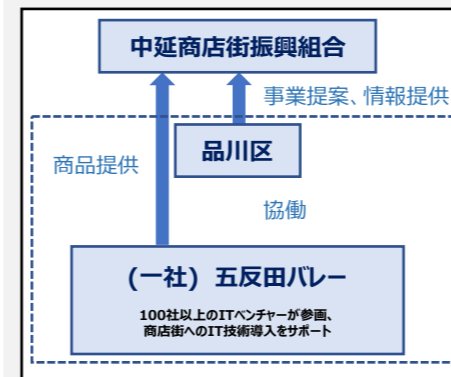 中延商店街振興組合
事業提案、情報提供
品川区
商品提供
協働
(一社) 五反田バレー
100社以上のITベンチャーが参画、
商店街へのIT技術導入をサポート